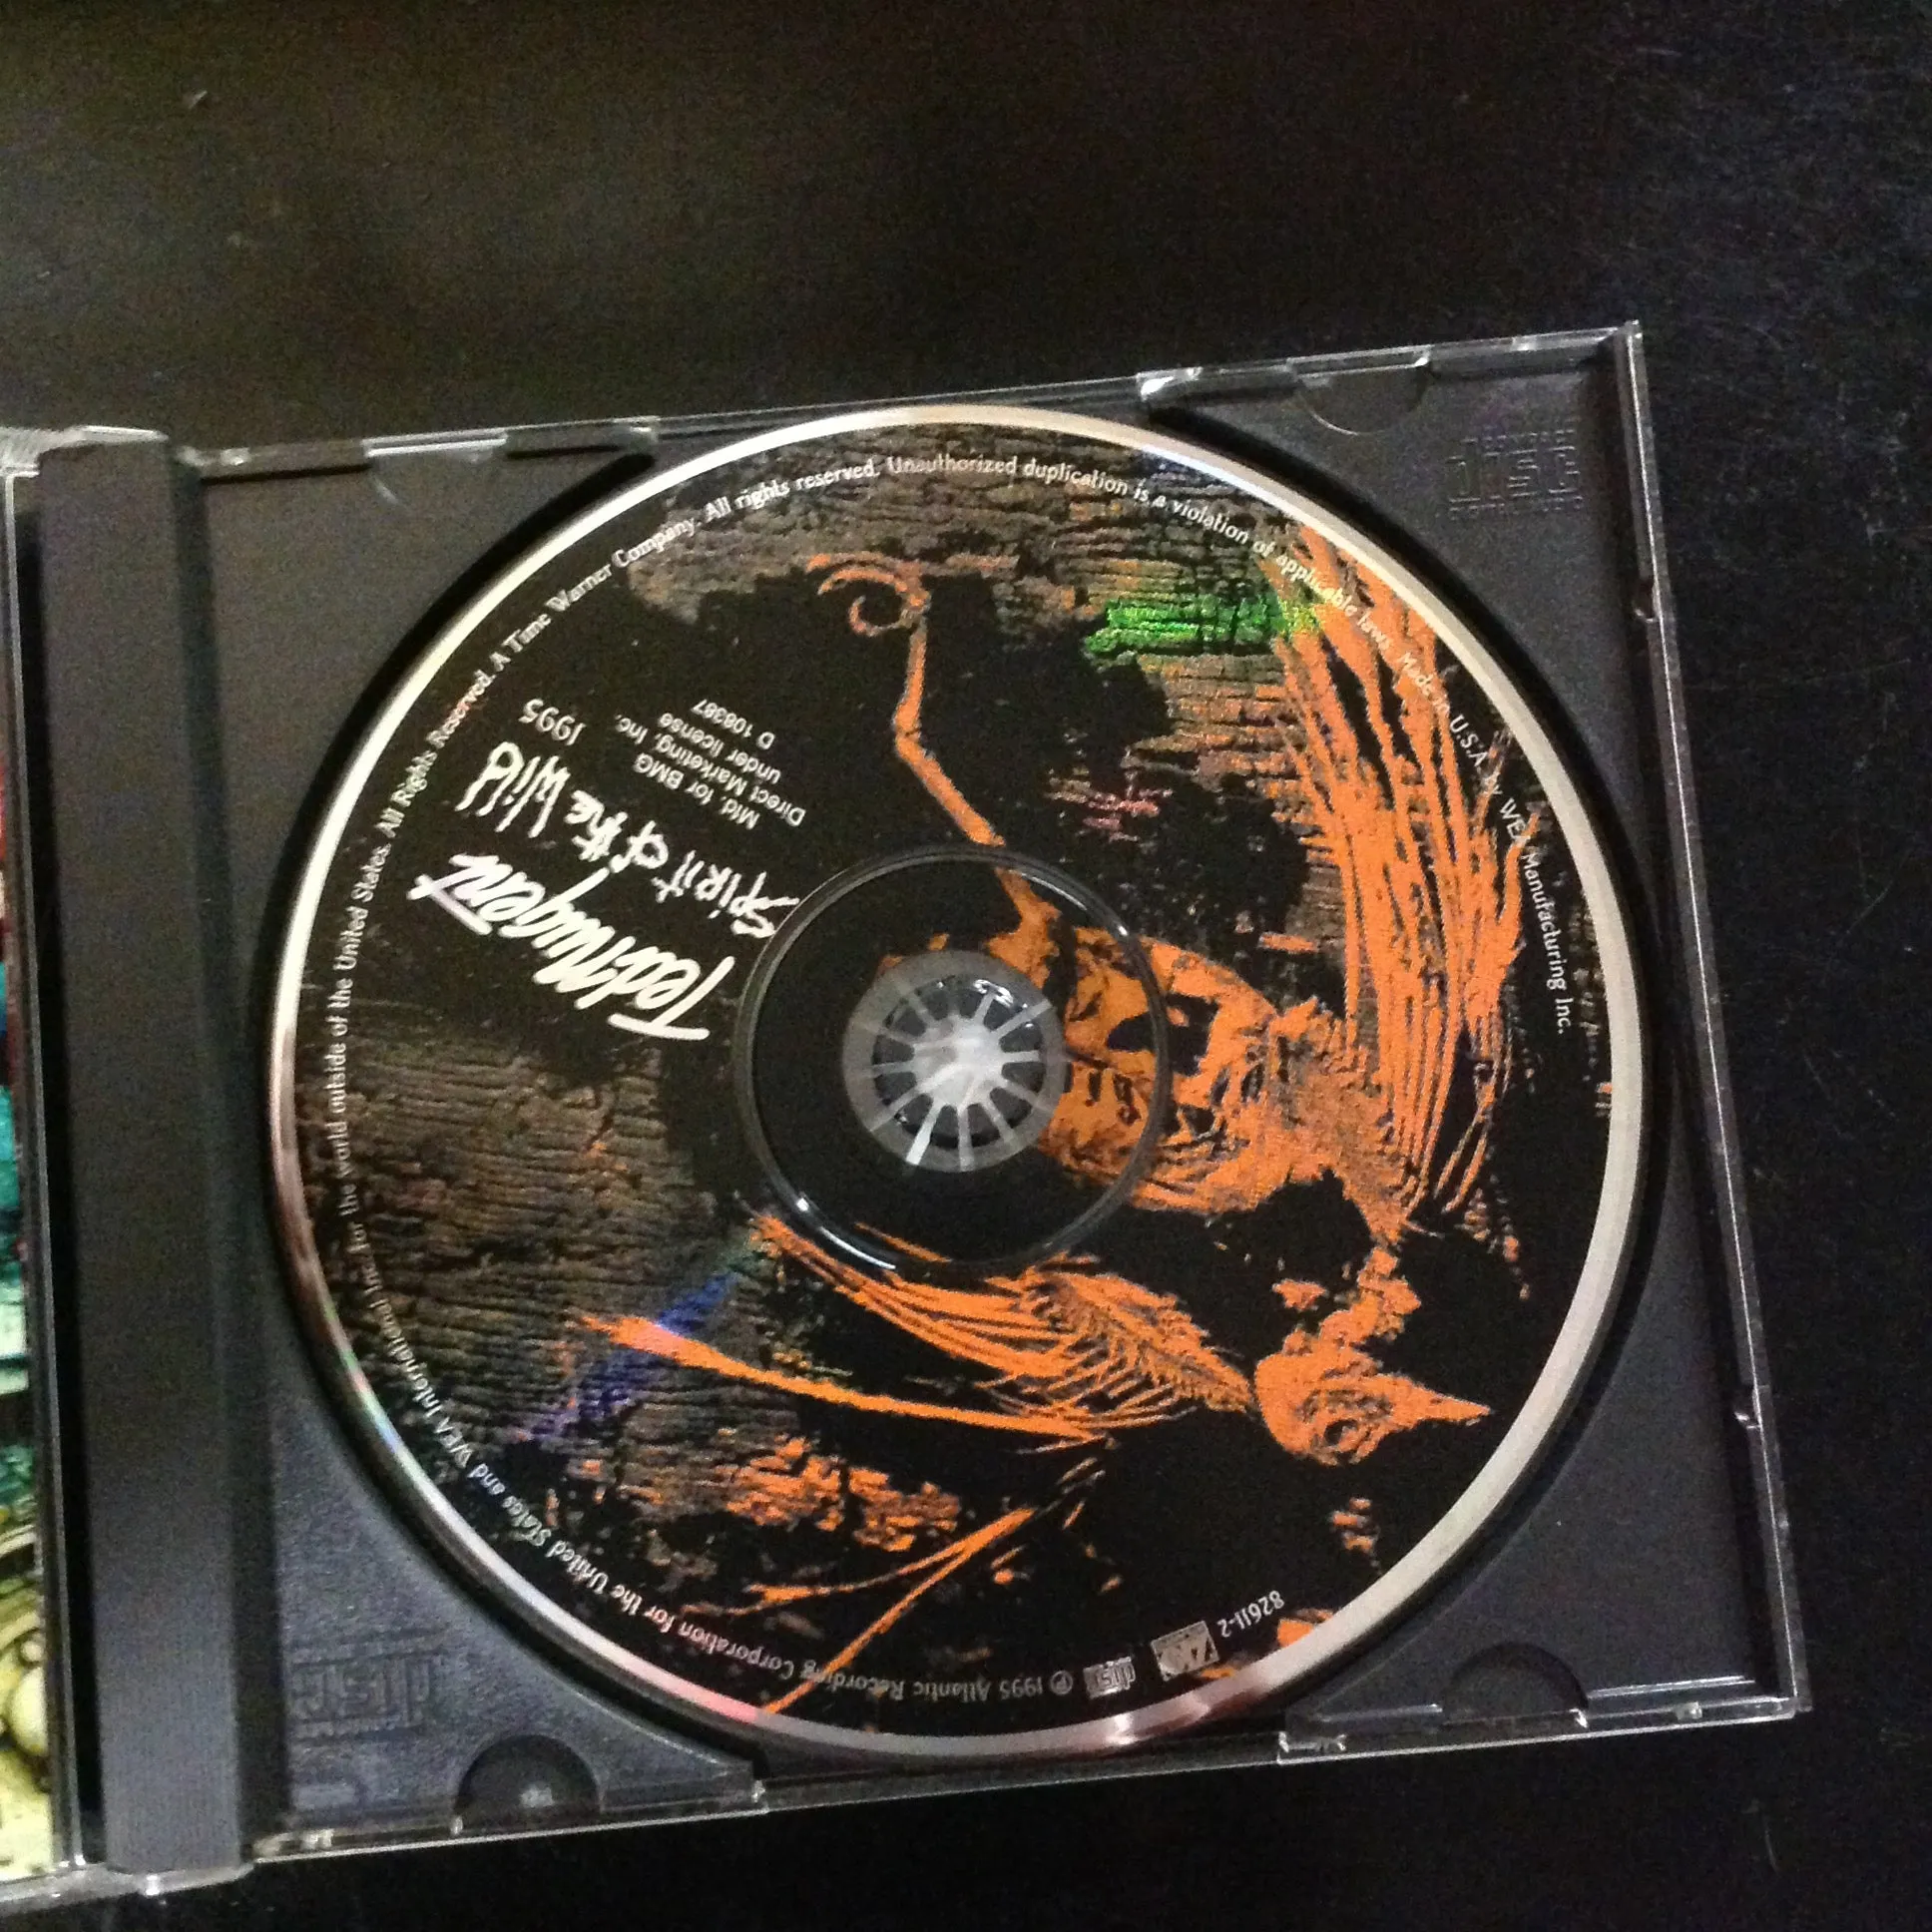 Ted Nugent
Spirit of the Wild
1995
Mfd. for BMG
Direct Marketing, Inc.
under license
D 108387
82611-2
disc
℗ 1995 Atlantic Recording Corporation for the United States and WEA International Inc. for the world outside of the United States. All Rights Reserved. A Time Warner Company. All rights reserved. Unauthorized duplication is a violation of applicable laws. Made in U.S.A. by WEA Manufacturing Inc.
disc
disc